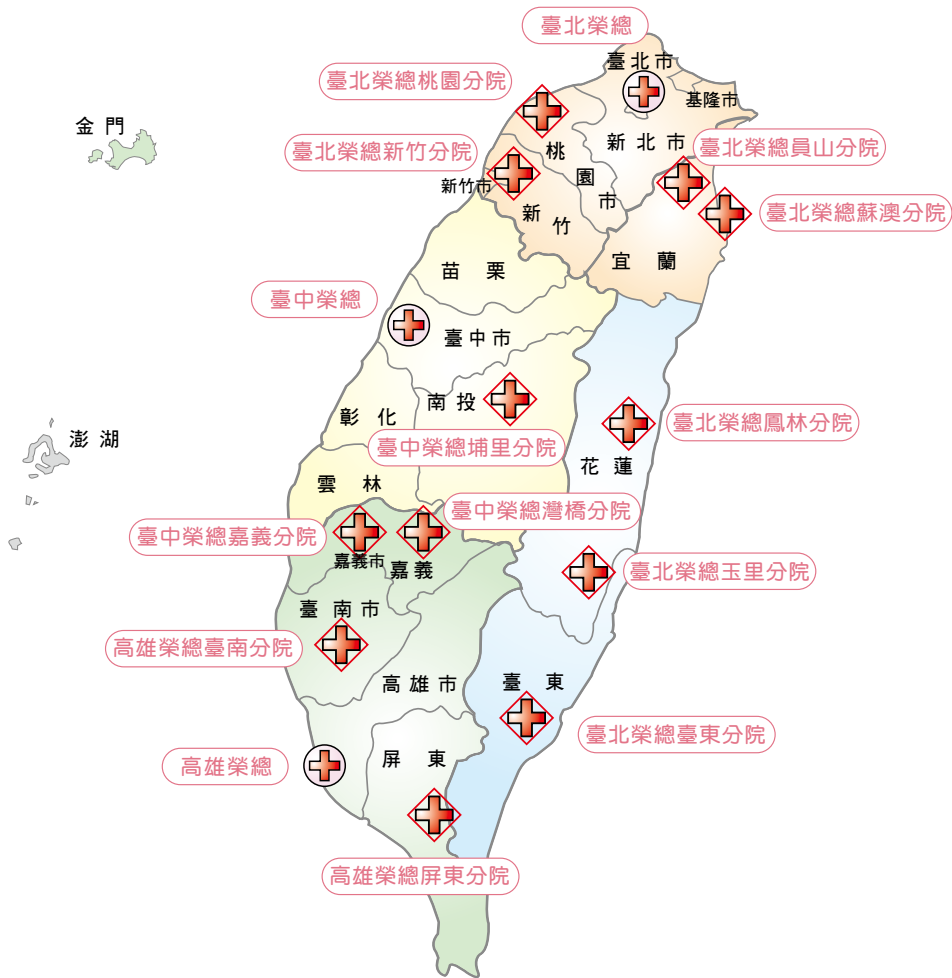 臺北榮總
臺北市
臺北榮總桃園分院
基隆市
金門
新北市
臺北榮總新竹分院
桃園市
臺北榮總員山分院
新竹市
新竹
臺北榮總蘇澳分院
宜蘭
苗栗
臺中榮總
臺中市
南投
彰化
臺北榮總鳳林分院
澎湖
臺中榮總埔里分院
花蓮
雲林
臺中榮總灣橋分院
臺中榮總嘉義分院
嘉義市
嘉義
臺北榮總玉里分院
臺南市
高雄榮總臺南分院
高雄市
臺東
臺北榮總臺東分院
屏東
高雄榮總
高雄榮總屏東分院